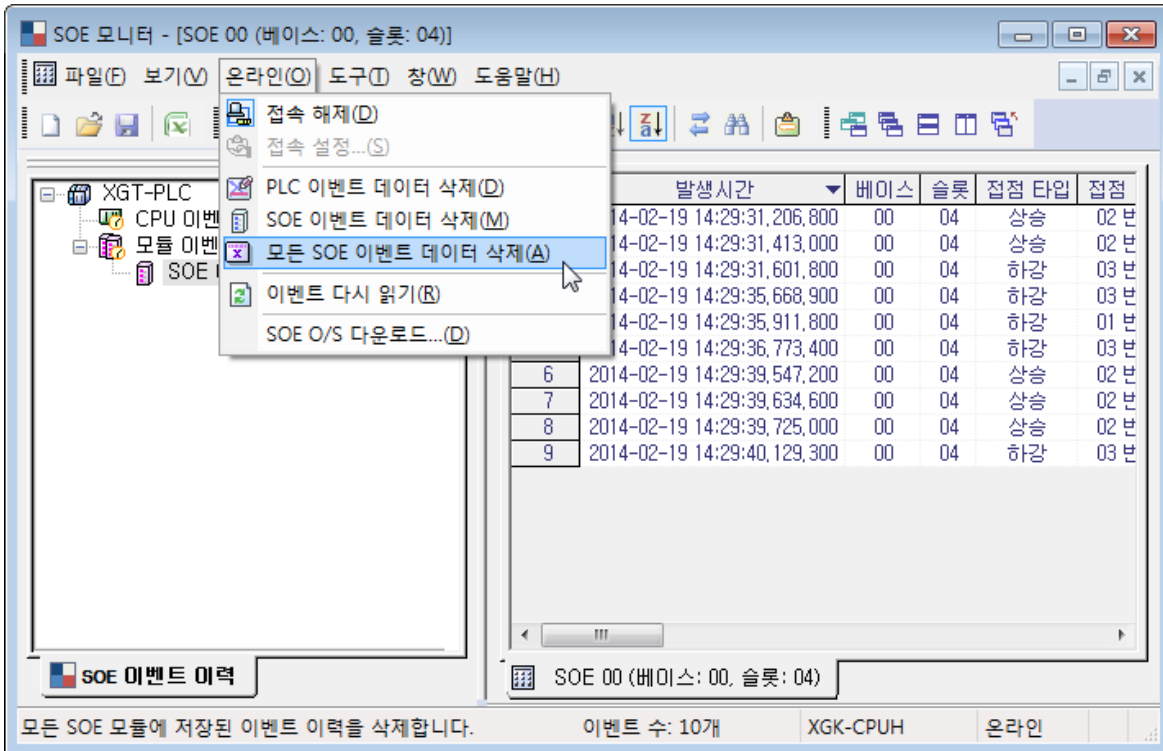 SOE 모니터 - [SOE 00 (베이스: 00, 슬롯: 04)]
파일(F) 보기(V) 온라인(O) 도구(T) 창(W) 도움말(H)
접속 해제(D)
접속 설정...(S)
PLC 이벤트 데이터 삭제(D)
SOE 이벤트 데이터 삭제(M)
모든 SOE 이벤트 데이터 삭제(A)
이벤트 다시 읽기(R)
SOE O/S 다운로드...(D)
XGT-PLC
CPU 이벤
모듈 이벤
SOE
발생시간 베이스 슬롯 접점 타입 접점
14-02-19 14:29:31,206,800 00 04 상승 02 번
14-02-19 14:29:31,413,000 00 04 상승 02 번
14-02-19 14:29:31,601,800 00 04 하강 03 번
14-02-19 14:29:35,668,900 00 04 하강 03 번
14-02-19 14:29:35,911,800 00 04 하강 01 번
14-02-19 14:29:36,773,400 00 04 하강 03 번
6 2014-02-19 14:29:39,547,200 00 04 상승 02 번
7 2014-02-19 14:29:39,634,600 00 04 상승 02 번
8 2014-02-19 14:29:39,725,000 00 04 상승 02 번
9 2014-02-19 14:29:40,129,300 00 04 하강 03 번
SOE 이벤트 이력
SOE 00 (베이스: 00, 슬롯: 04)
모든 SOE 모듈에 저장된 이벤트 이력을 삭제합니다. 이벤트 수: 10개 XGK-CPUH 온라인